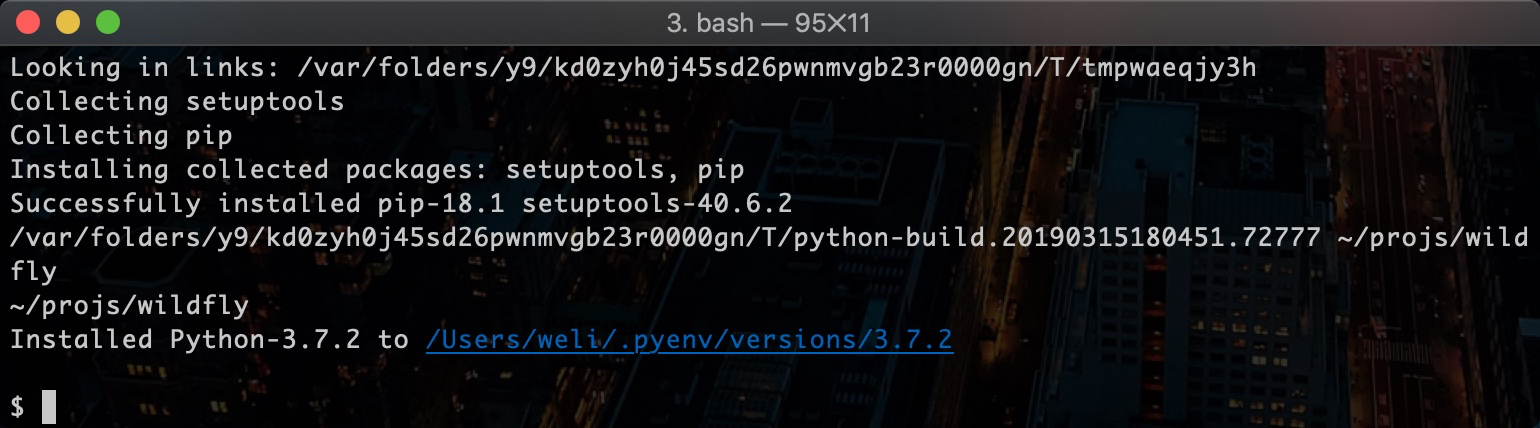 3. bash — 95×11
Looking in links: /var/folders/y9/kd0zyh0j45sd26pwnmvgb23r0000gn/T/tmpwaeqjy3h
Collecting setuptools
Collecting pip
Installing collected packages: setuptools, pip
Successfully installed pip-18.1 setuptools-40.6.2
/var/folders/y9/kd0zyh0j45sd26pwnmvgb23r0000gn/T/python-build.20190315180451.72777 ~/projs/wild
fly
~/projs/wildfly
Installed Python-3.7.2 to /Users/weli/.pyenv/versions/3.7.2
$